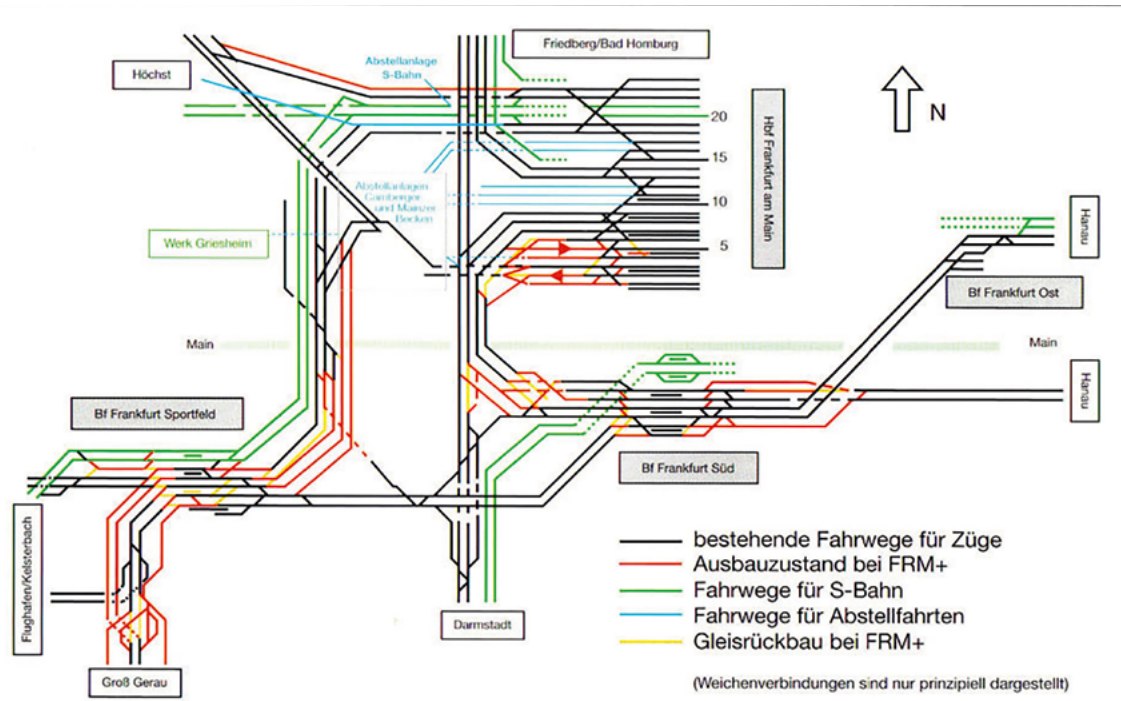 Friedberg/Bad Homburg
Höchst
Abstellanlage
S-Bahn
20
15
10
5
Hbf Frankfurt am Main
N
Abstellanlagen
Camberger
und Mainzer
Becken
Werk Griesheim
Hanau
Bf Frankfurt Ost
Main
Main
Hanau
Bf Frankfurt Sportfeld
Bf Frankfurt Süd
Flughafen/Kelsterbach
Darmstadt
Groß Gerau
bestehende Fahrwege für Züge
Ausbauzustand bei FRM+
Fahrwege für S-Bahn
Fahrwege für Abstellfahrten
Gleisrückbau bei FRM+
(Weichenverbindungen sind nur prinzipiell dargestellt)